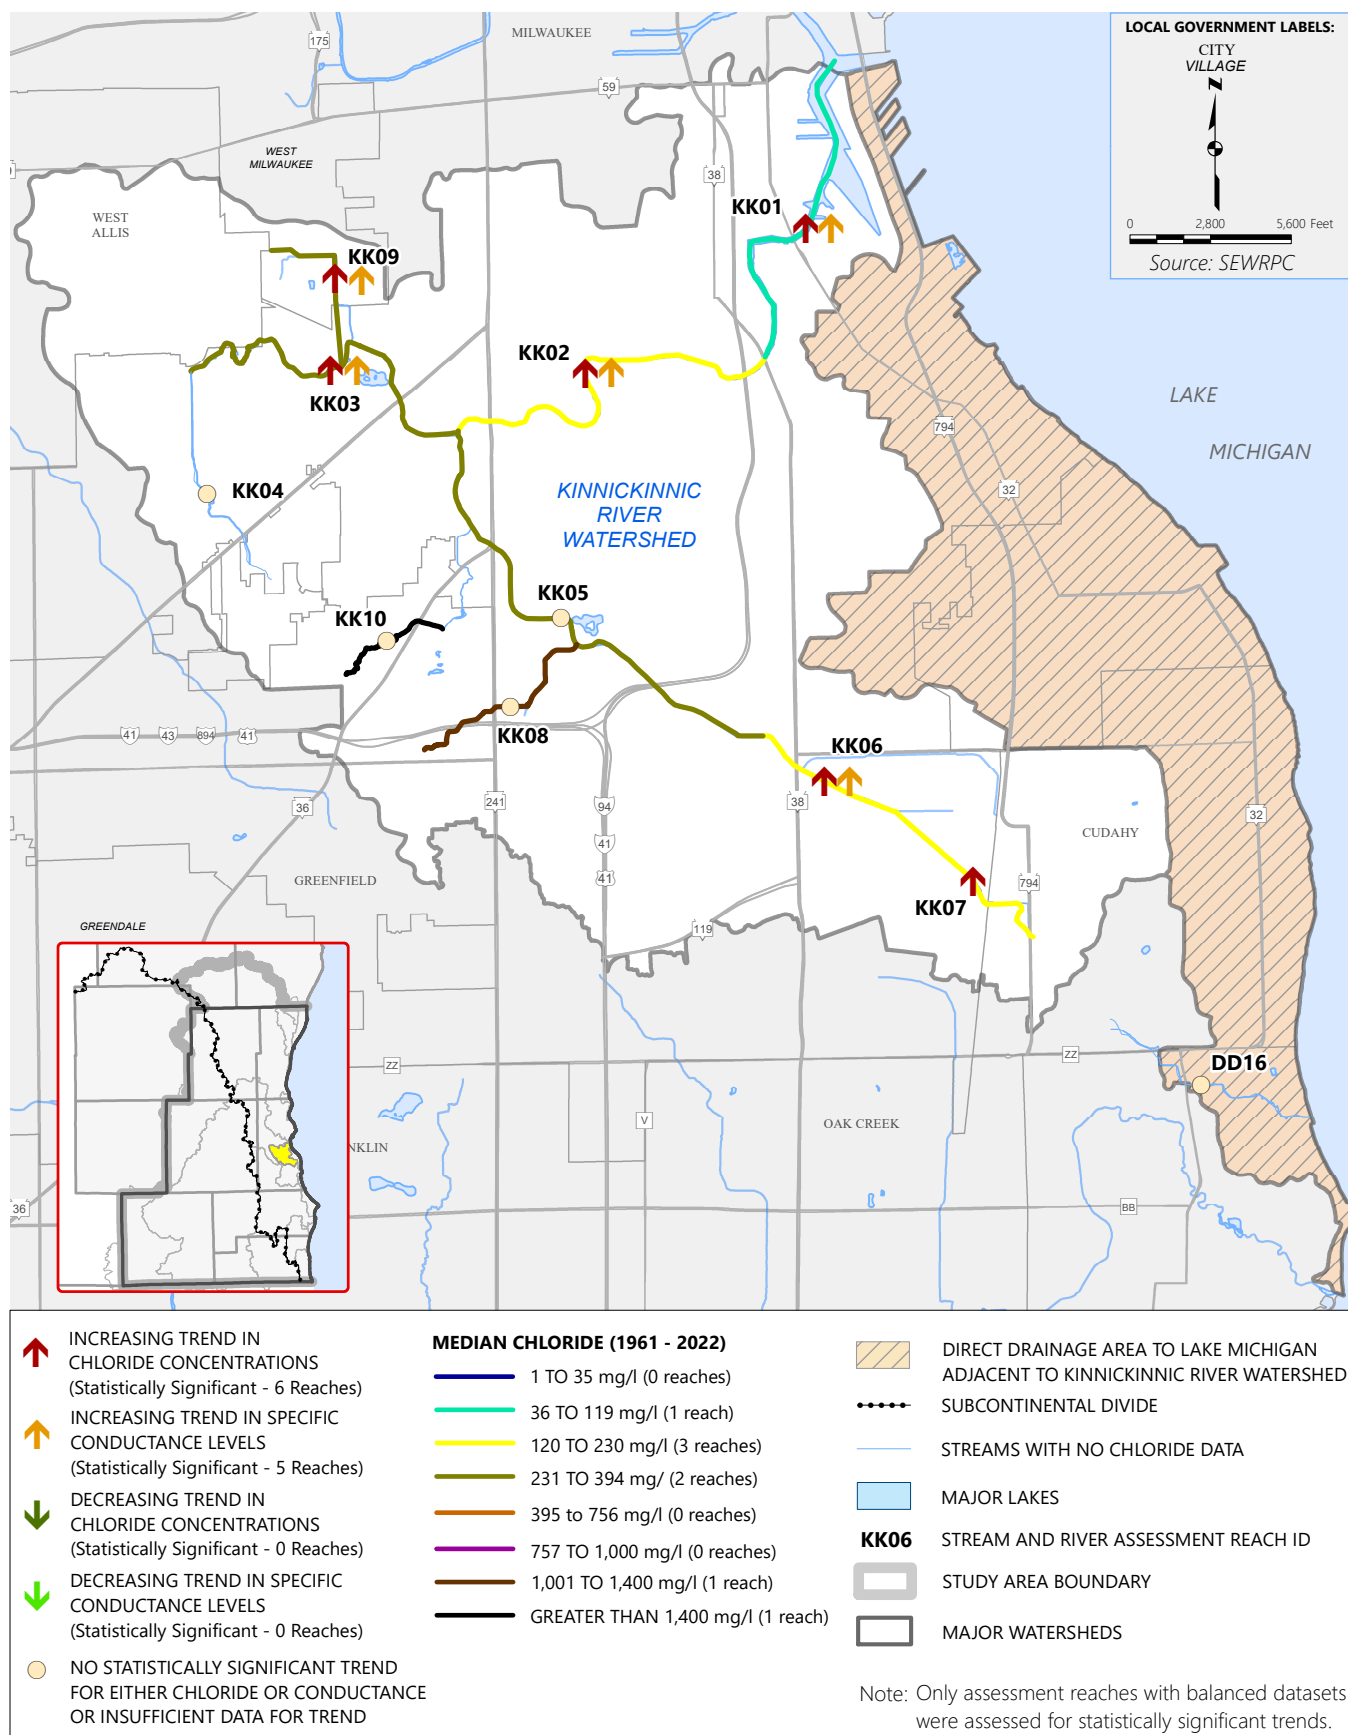 MILWAUKEE
175
59
WEST
MILWAUKEE
WEST
ALLIS
38
KK01
KK09
KK02
KK03
KK04
KINNICKINNIC
RIVER
WATERSHED
KK05
KK10
KK08
KK06
KK07
794
32
LAKE
MICHIGAN
41
43
894
41
36
241
94
41
41
38
119
794
32
CUDAHY
GREENFIELD
GREENDALE
ZZ
ZZ
DD16
V
OAK CREEK
NKLIN
BB
36
LOCAL GOVERNMENT LABELS:
CITY
VILLAGE
N
0 2,800 5,600 Feet
Source: SEWRPC
INCREASING TREND IN
CHLORIDE CONCENTRATIONS
(Statistically Significant - 6 Reaches)
INCREASING TREND IN SPECIFIC
CONDUCTANCE LEVELS
(Statistically Significant - 5 Reaches)
DECREASING TREND IN
CHLORIDE CONCENTRATIONS
(Statistically Significant - 0 Reaches)
DECREASING TREND IN SPECIFIC
CONDUCTANCE LEVELS
(Statistically Significant - 0 Reaches)
NO STATISTICALLY SIGNIFICANT TREND
FOR EITHER CHLORIDE OR CONDUCTANCE
OR INSUFFICIENT DATA FOR TREND
MEDIAN CHLORIDE (1961 - 2022)
1 TO 35 mg/l (0 reaches)
36 TO 119 mg/l (1 reach)
120 TO 230 mg/l (3 reaches)
231 TO 394 mg/ (2 reaches)
395 to 756 mg/l (0 reaches)
757 TO 1,000 mg/l (0 reaches)
1,001 TO 1,400 mg/l (1 reach)
GREATER THAN 1,400 mg/l (1 reach)
DIRECT DRAINAGE AREA TO LAKE MICHIGAN
ADJACENT TO KINNICKINNIC RIVER WATERSHED
SUBCONTINENTAL DIVIDE
STREAMS WITH NO CHLORIDE DATA
MAJOR LAKES
KK06 STREAM AND RIVER ASSESSMENT REACH ID
STUDY AREA BOUNDARY
MAJOR WATERSHEDS
Note: Only assessment reaches with balanced datasets
were assessed for statistically significant trends.